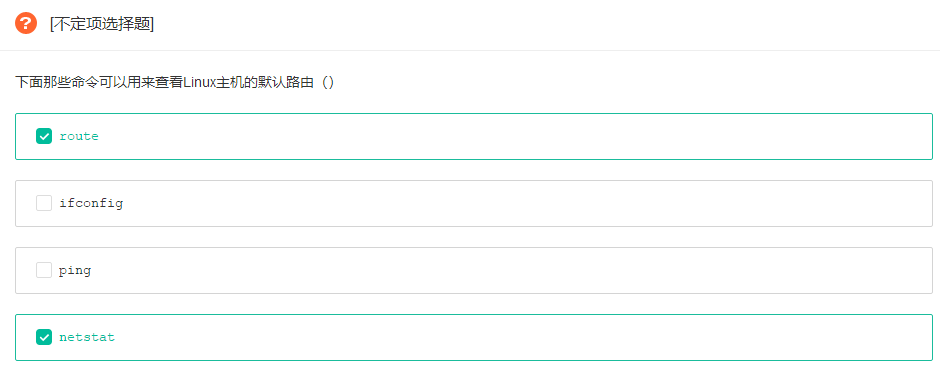 [不定项选择题]
下面那些命令可以用来查看Linux主机的默认路由（）
route
ifconfig
ping
netstat